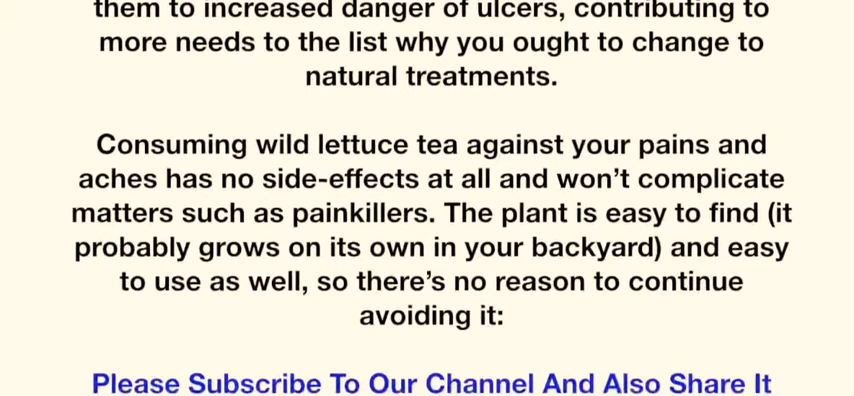 them to increased danger of ulcers, contributing to
more needs to the list why you ought to change to
natural treatments.
Consuming wild lettuce tea against your pains and
aches has no side-effects at all and won’t complicate
matters such as painkillers. The plant is easy to find (it
probably grows on its own in your backyard) and easy
to use as well, so there’s no reason to continue
avoiding it:
Please Subscribe To Our Channel And Also Share It